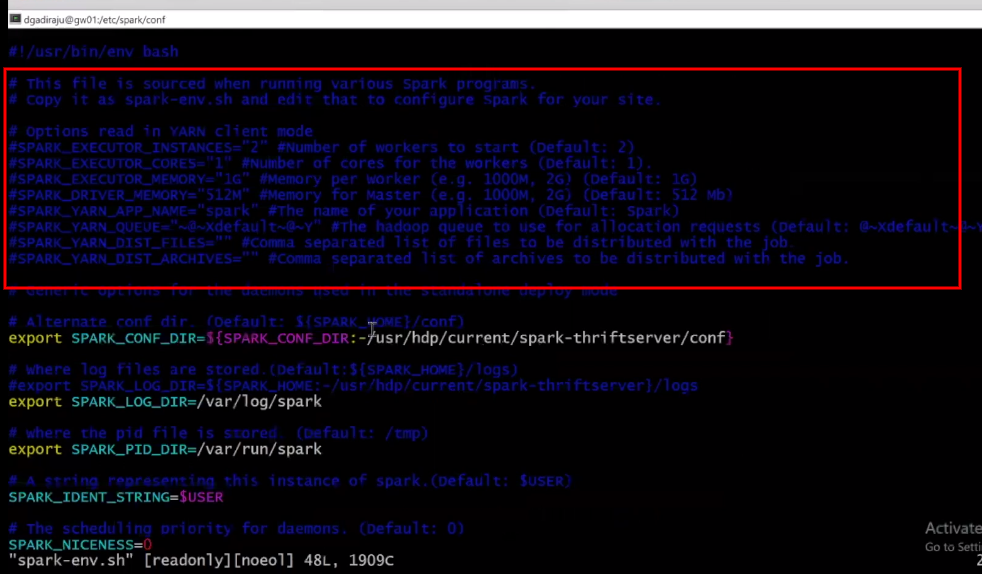 dgadiraju@gw01:/etc/spark/conf
#!/usr/bin/env bash
# This file is sourced when running various Spark programs.
# Copy it as spark-env.sh and edit that to configure Spark for your site.
# Options read in YARN client mode
#SPARK_EXECUTOR_INSTANCES="2" #Number of workers to start (Default: 2)
#SPARK_EXECUTOR_CORES="1" #Number of cores for the workers (Default: 1).
#SPARK_EXECUTOR_MEMORY="1G" #Memory per worker (e.g. 1000M, 2G) (Default: 1G)
#SPARK_DRIVER_MEMORY="512M" #Memory for Master (e.g. 1000M, 2G) (Default: 512 Mb)
#SPARK_YARN_APP_NAME="spark" #The name of your application (Default: Spark)
#SPARK_YARN_QUEUE="~@~Xdefault~@~Y" #The hadoop queue to use for allocation requests (Default: @~Xdefault~@~Y
#SPARK_YARN_DIST_FILES="" #Comma separated list of files to be distributed with the job.
#SPARK_YARN_DIST_ARCHIVES="" #Comma separated list of archives to be distributed with the job.
# Generic options for the daemons used in the standalone deploy mode
# Alternate conf dir. (Default: ${SPARK_HOME}/conf)
export SPARK_CONF_DIR=${SPARK_CONF_DIR:-/usr/hdp/current/spark-thriftserver/conf}
# Where log files are stored.(Default:${SPARK_HOME}/logs)
#export SPARK_LOG_DIR=${SPARK_HOME:-/usr/hdp/current/spark-thriftserver}/logs
export SPARK_LOG_DIR=/var/log/spark
# Where the pid file is stored. (Default: /tmp)
export SPARK_PID_DIR=/var/run/spark
# A string representing this instance of spark.(Default: $USER)
SPARK_IDENT_STRING=$USER
# The scheduling priority for daemons. (Default: 0)
SPARK_NICENESS=0
"spark-env.sh" [readonly][noeol] 48L, 1909C
Activate
Go to Setti
2